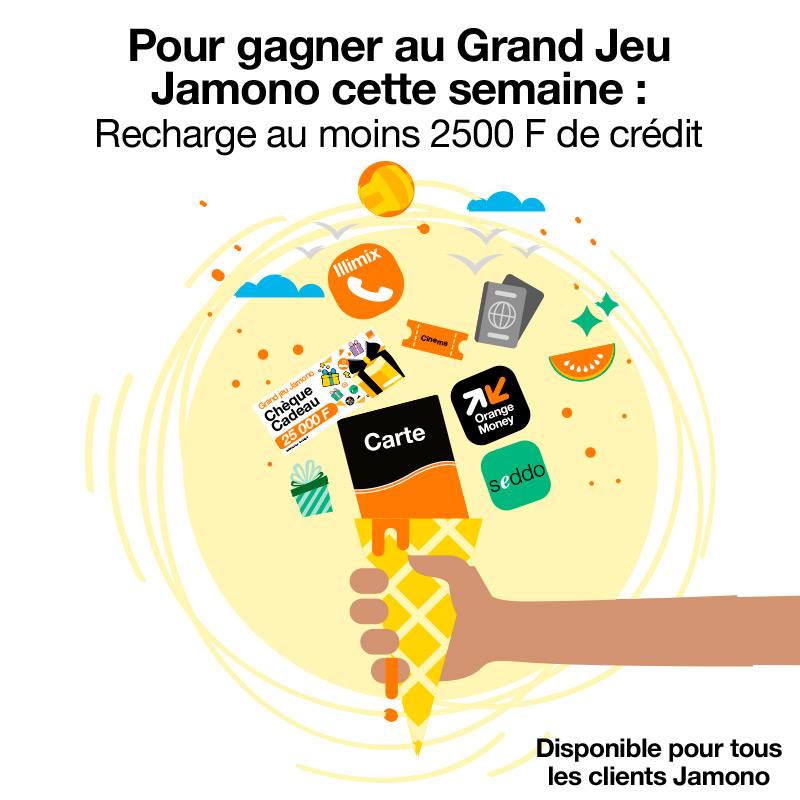 Pour gagner au Grand Jeu
Jamono cette semaine :
Recharge au moins 2500 F de crédit
Illimix
Cinema
Grand jeu Jamono
Chèque
Cadeau
25 000 F
Carte
Orange
Money
seddo
Disponible pour tous
les clients Jamono